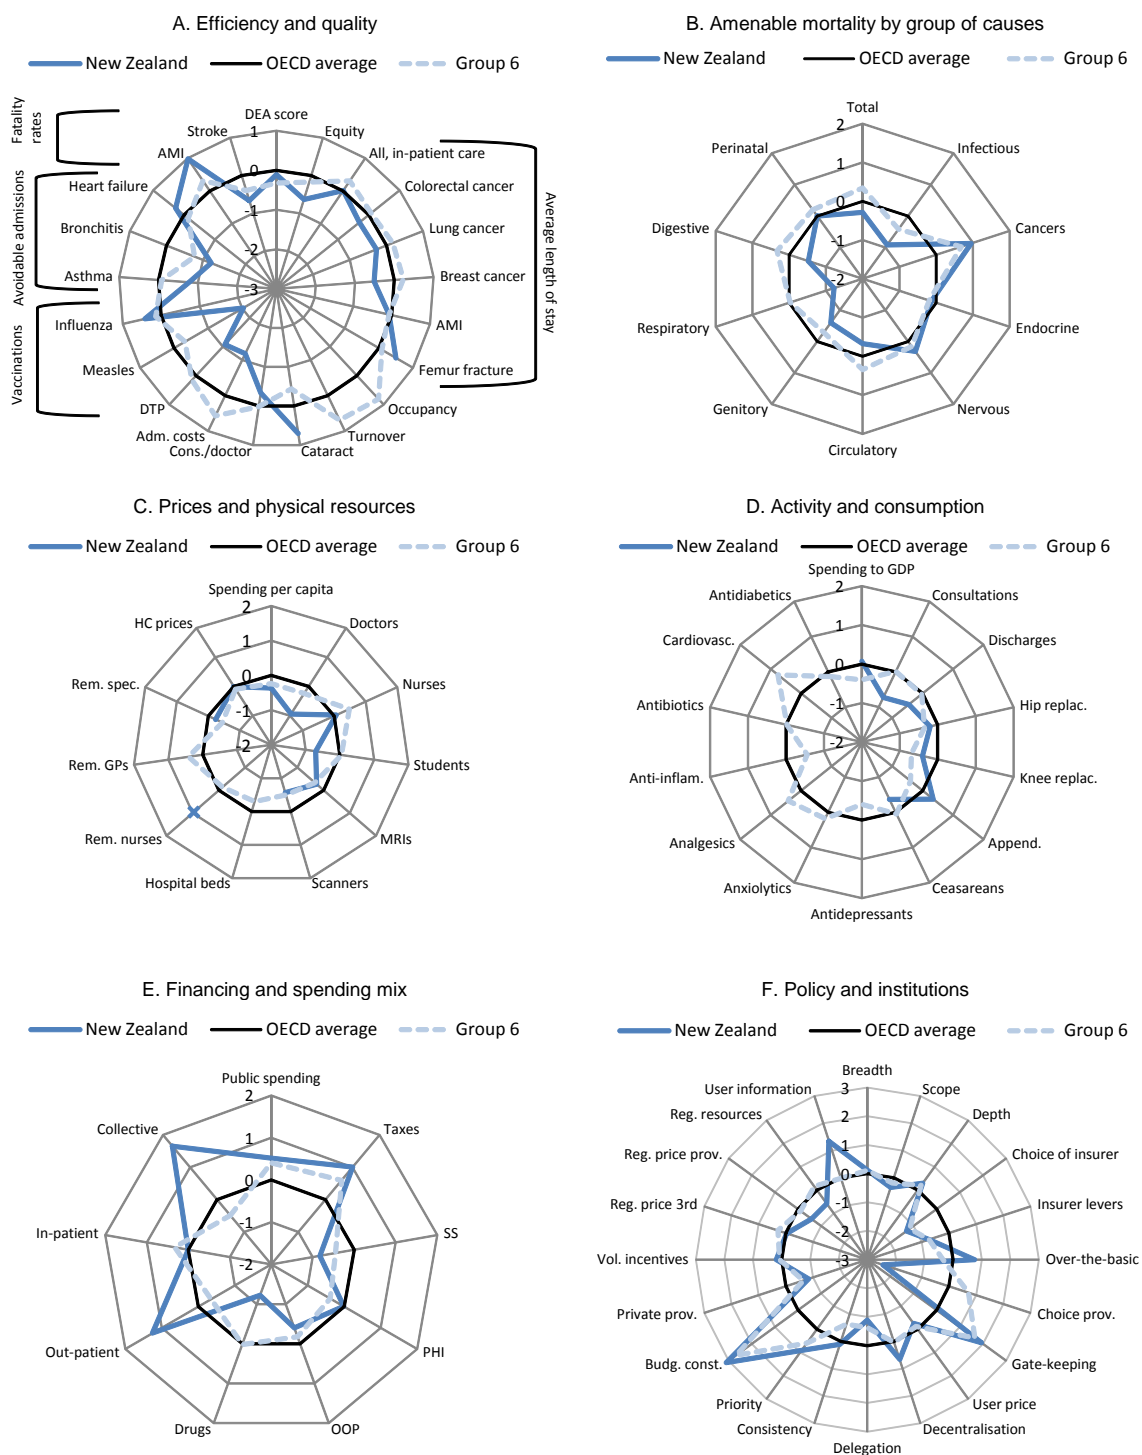 A. Efficiency and quality
New Zealand OECD average Group 6
Fatality rates
Avoidable admissions
Vaccinations
Average length of stay
DEA score
Equity
All, in-patient care
Colorectal cancer
Lung cancer
Breast cancer
AMI
Femur fracture
Occupancy
Turnover
Cataract
Cons./doctor
Adm. costs
DTP
Measles
Influenza
Asthma
Bronchitis
Heart failure
AMI
Stroke
1
0
-1
-2
-3
B. Amenable mortality by group of causes
New Zealand OECD average Group 6
Total
Infectious
Cancers
Endocrine
Nervous
Circulatory
Genitory
Respiratory
Digestive
Perinatal
2
1
0
-1
-2
C. Prices and physical resources
New Zealand OECD average Group 6
Spending per capita
Doctors
Nurses
Students
MRIs
Scanners
Hospital beds
Rem. nurses
Rem. GPs
Rem. spec.
HC prices
2
1
0
-1
-2
D. Activity and consumption
New Zealand OECD average Group 6
Spending to GDP
Consultations
Discharges
Hip replac.
Knee replac.
Append.
Ceasareans
Antidepressants
Anxiolytics
Analgesics
Anti-inflam.
Antibiotics
Cardiovasc.
Antidiabetics
2
1
0
-1
-2
E. Financing and spending mix
New Zealand OECD average Group 6
Public spending
Taxes
SS
PHI
OOP
Drugs
Out-patient
In-patient
Collective
2
1
0
-1
-2
F. Policy and institutions
New Zealand OECD average Group 6
Breadth
Scope
Depth
Choice of insurer
Insurer levers
Over-the-basic
Choice prov.
Gate-keeping
User price
Decentralisation
Delegation
Consistency
Priority
Budg. const.
Private prov.
Vol. incentives
Reg. price 3rd
Reg. price prov.
Reg. resources
User information
3
2
1
0
-1
-2
-3